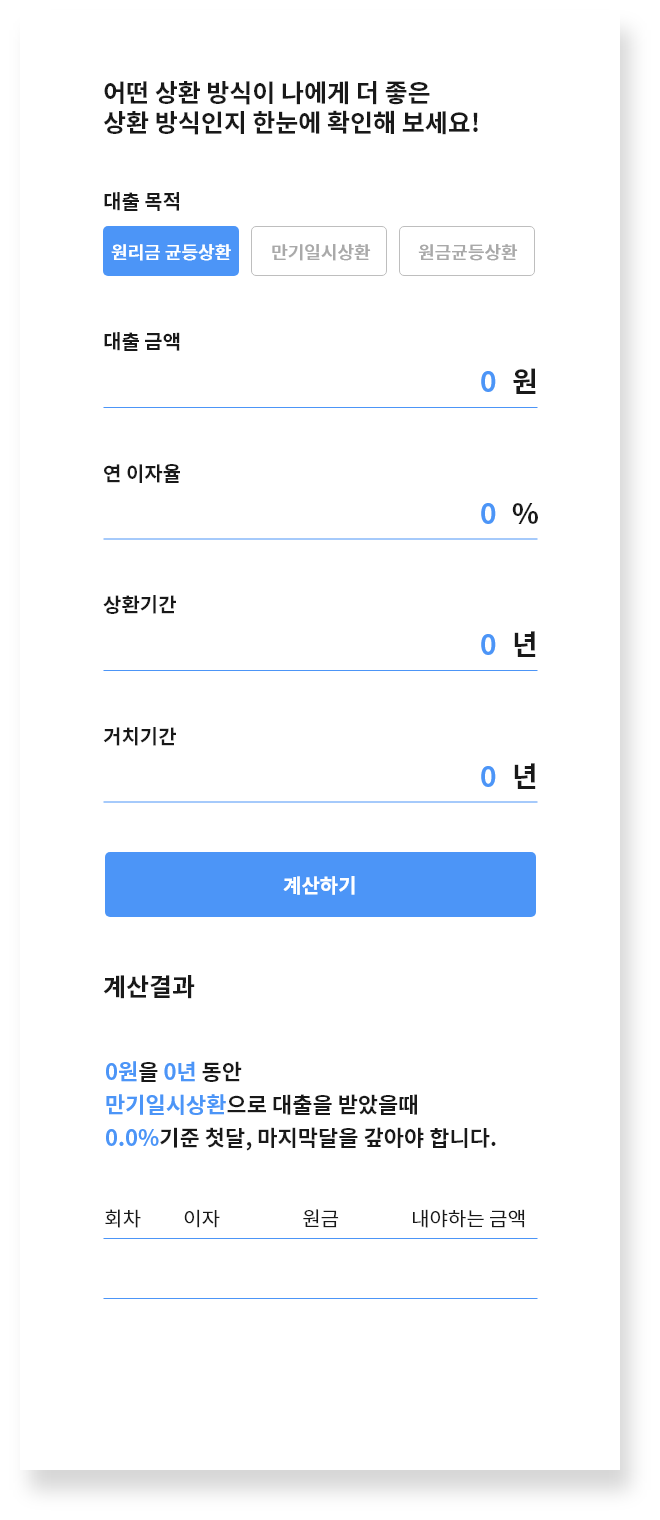 어떤 상환 방식이 나에게 더 좋은
상환 방식인지 한눈에 확인해 보세요!
대출 목적
원리금 균등상환 만기일시상환 원금균등상환
대출 금액
0 원
연 이자율
0 %
상환기간
0 년
거치기간
0 년
계산하기
계산결과
0원을 0년 동안
만기일시상환으로 대출을 받았을때
0.0%기준 첫달, 마지막달을 갚아야 합니다.
회차 이자 원금 내야하는 금액